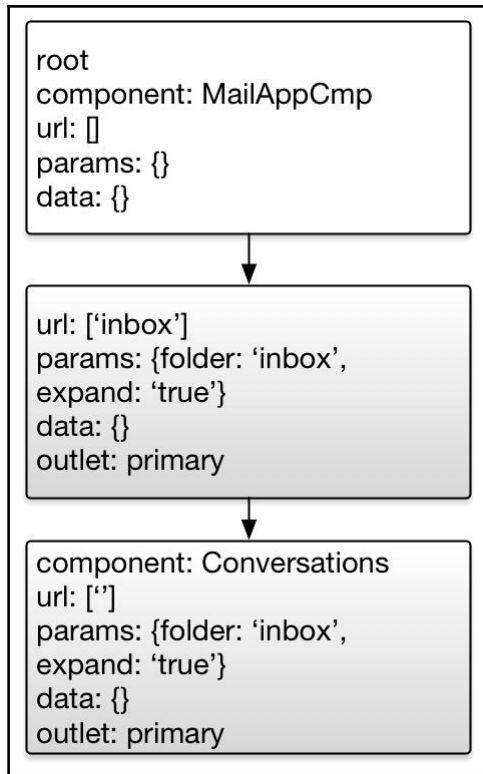 root
component: MailAppCmp
url: []
params: {}
data: {}
url: [‘inbox’]
params: {folder: ‘inbox’,
expand: ‘true’}
data: {}
outlet: primary
component: Conversations
url: [‘’]
params: {folder: ‘inbox’,
expand: ‘true’}
data: {}
outlet: primary